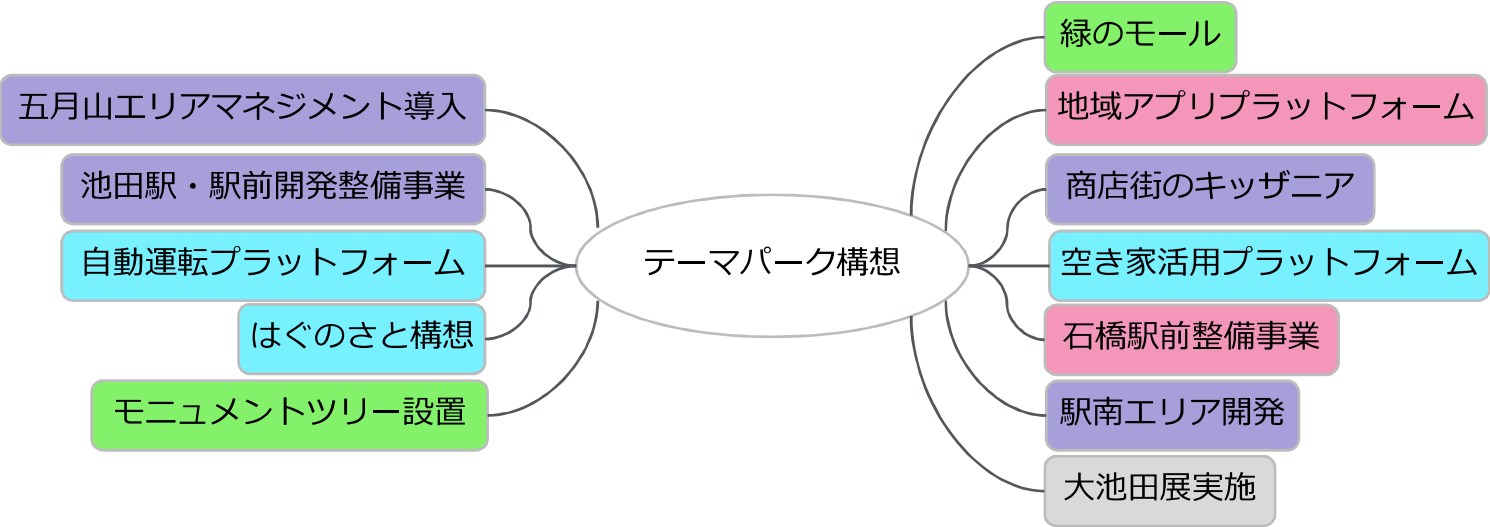 五月山エリアマネジメント導入
池田駅・駅前開発整備事業
自動運転プラットフォーム
はぐのさと構想
モニュメントツリー設置
テーマパーク構想
緑のモール
地域アプリプラットフォーム
商店街のキッザニア
空き家活用プラットフォーム
石橋駅前整備事業
駅南エリア開発
大池田展実施